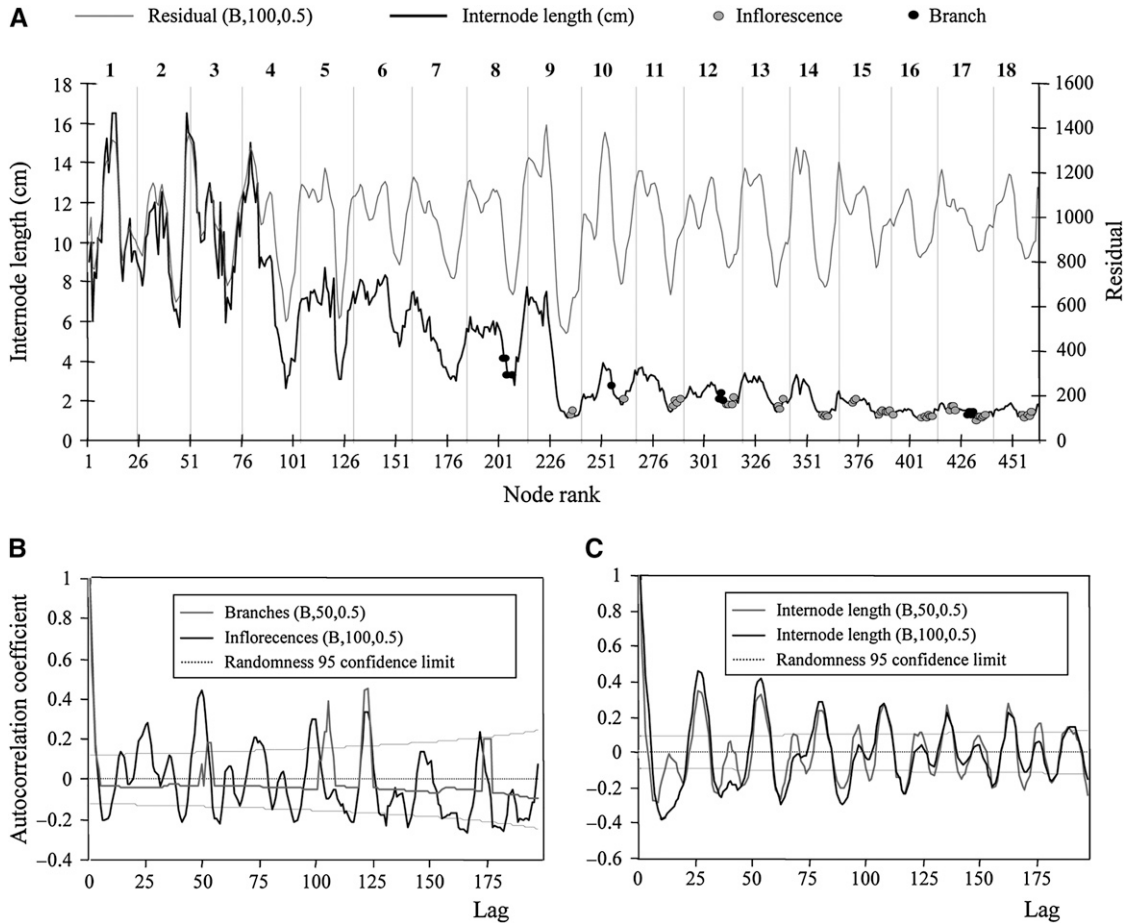 A
Residual (B,100,0.5) Internode length (cm) Inflorescence Branch
1 2 3 4 5 6 7 8 9 10 11 12 13 14 15 16 17 18
18 1600
16 1400
14 1200
12 1000
10 800
8 600
6 400
4 200
2 0
0
Internode length (cm)
Residual
1 26 51 76 101 126 151 176 201 226 251 276 301 326 351 376 401 426 451
Node rank
B
Autocorrelation coefficient
1
0.8
0.6
0.4
0.2
0
−0.2
−0.4
Branches (B,50,0.5)
Inflorecences (B,100,0.5)
Randomness 95 confidence limit
0 25 50 75 100 125 150 175
Lag
C
1
0.8
0.6
0.4
0.2
0
−0.2
−0.4
−0.6
Internode length (B,50,0.5)
Internode length (B,100,0.5)
Randomness 95 confidence limit
0 25 50 75 100 125 150 175
Lag